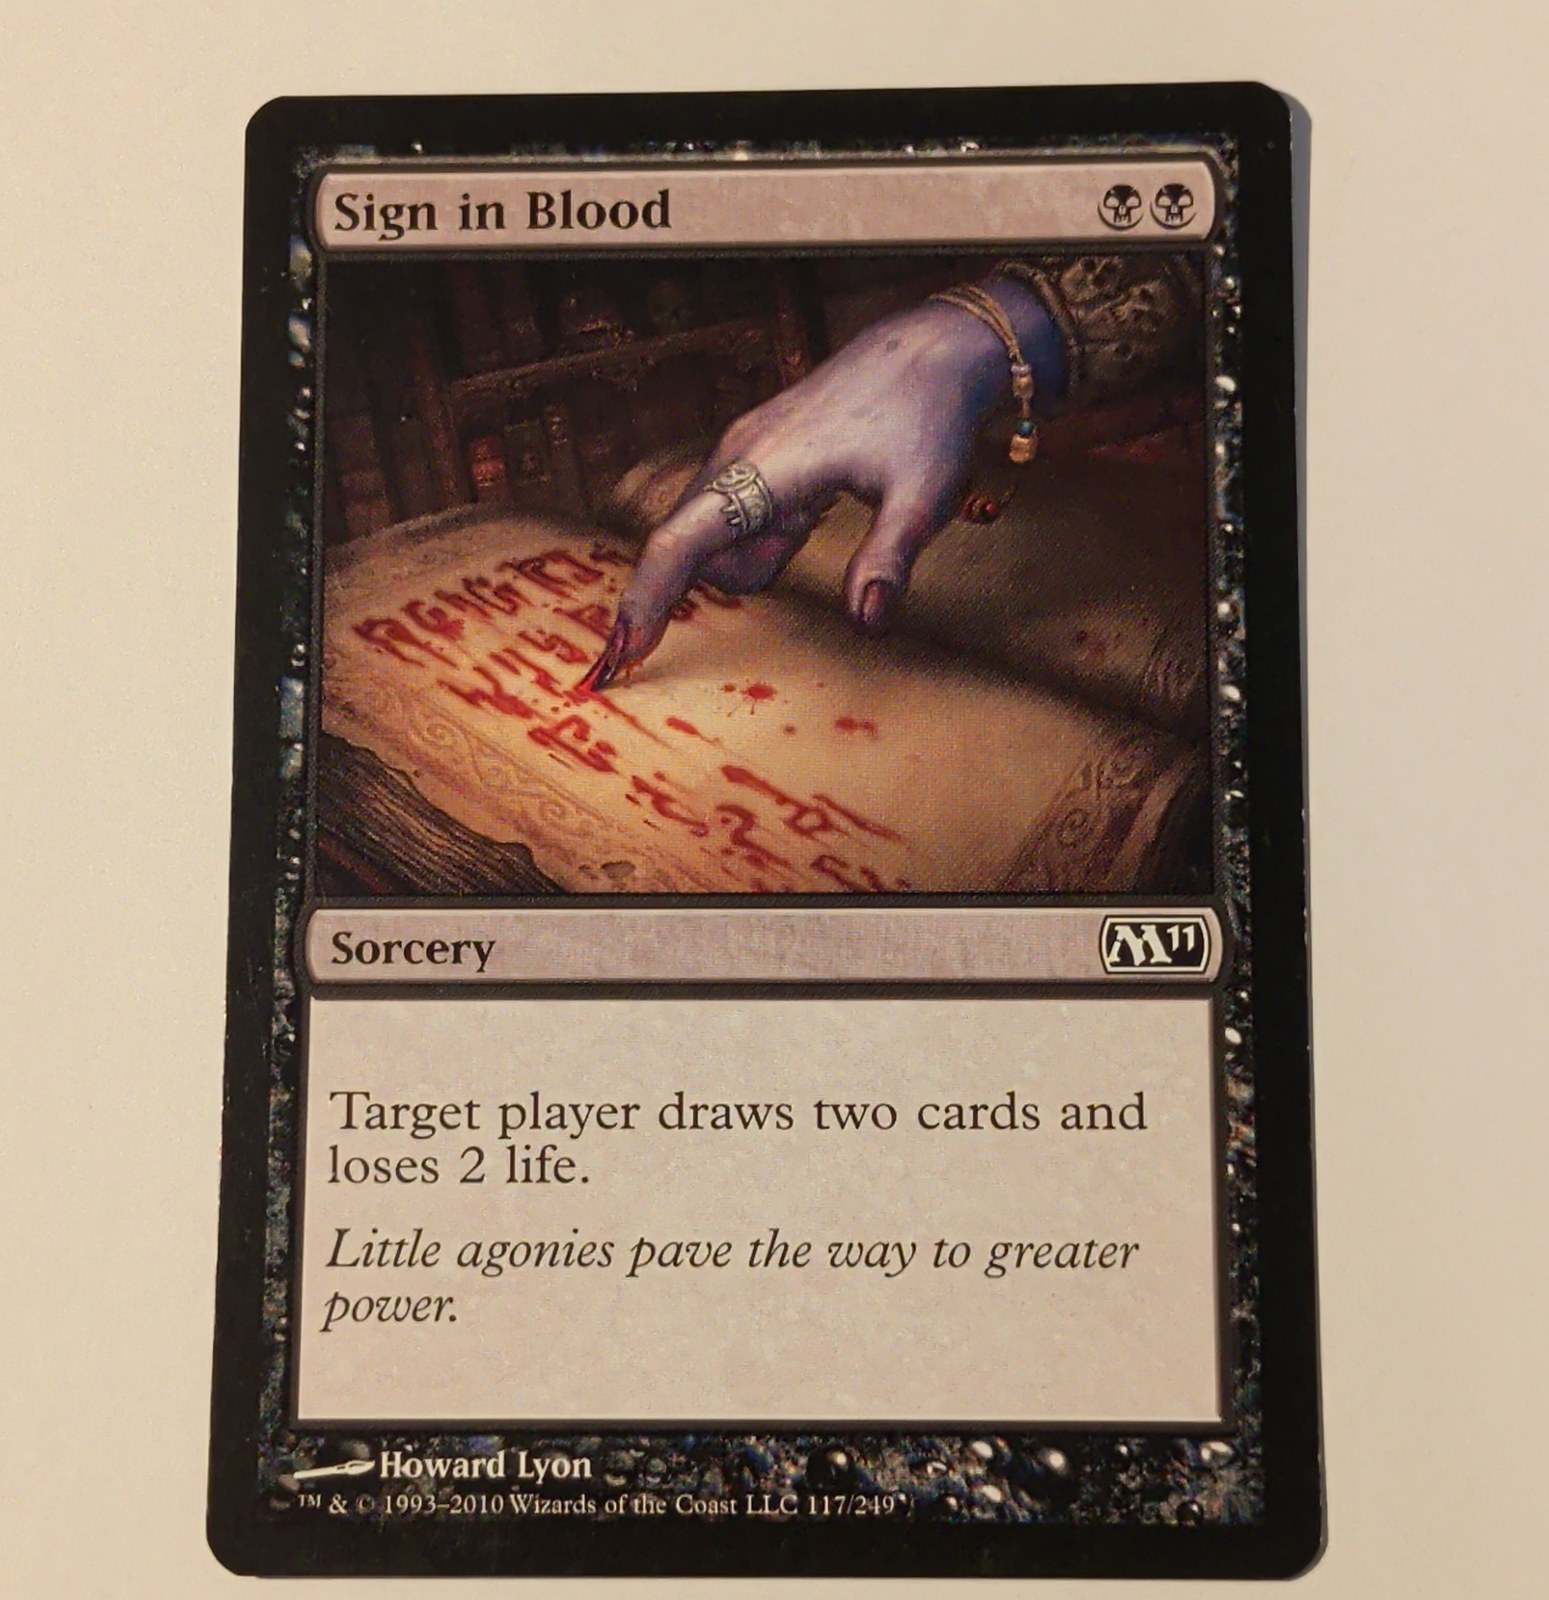 Sign in Blood
Sorcery
M11
Target player draws two cards and
loses 2 life.
Little agonies pave the way to greater
power.
Howard Lyon
™ & © 1993–2010 Wizards of the Coast LLC 117/249